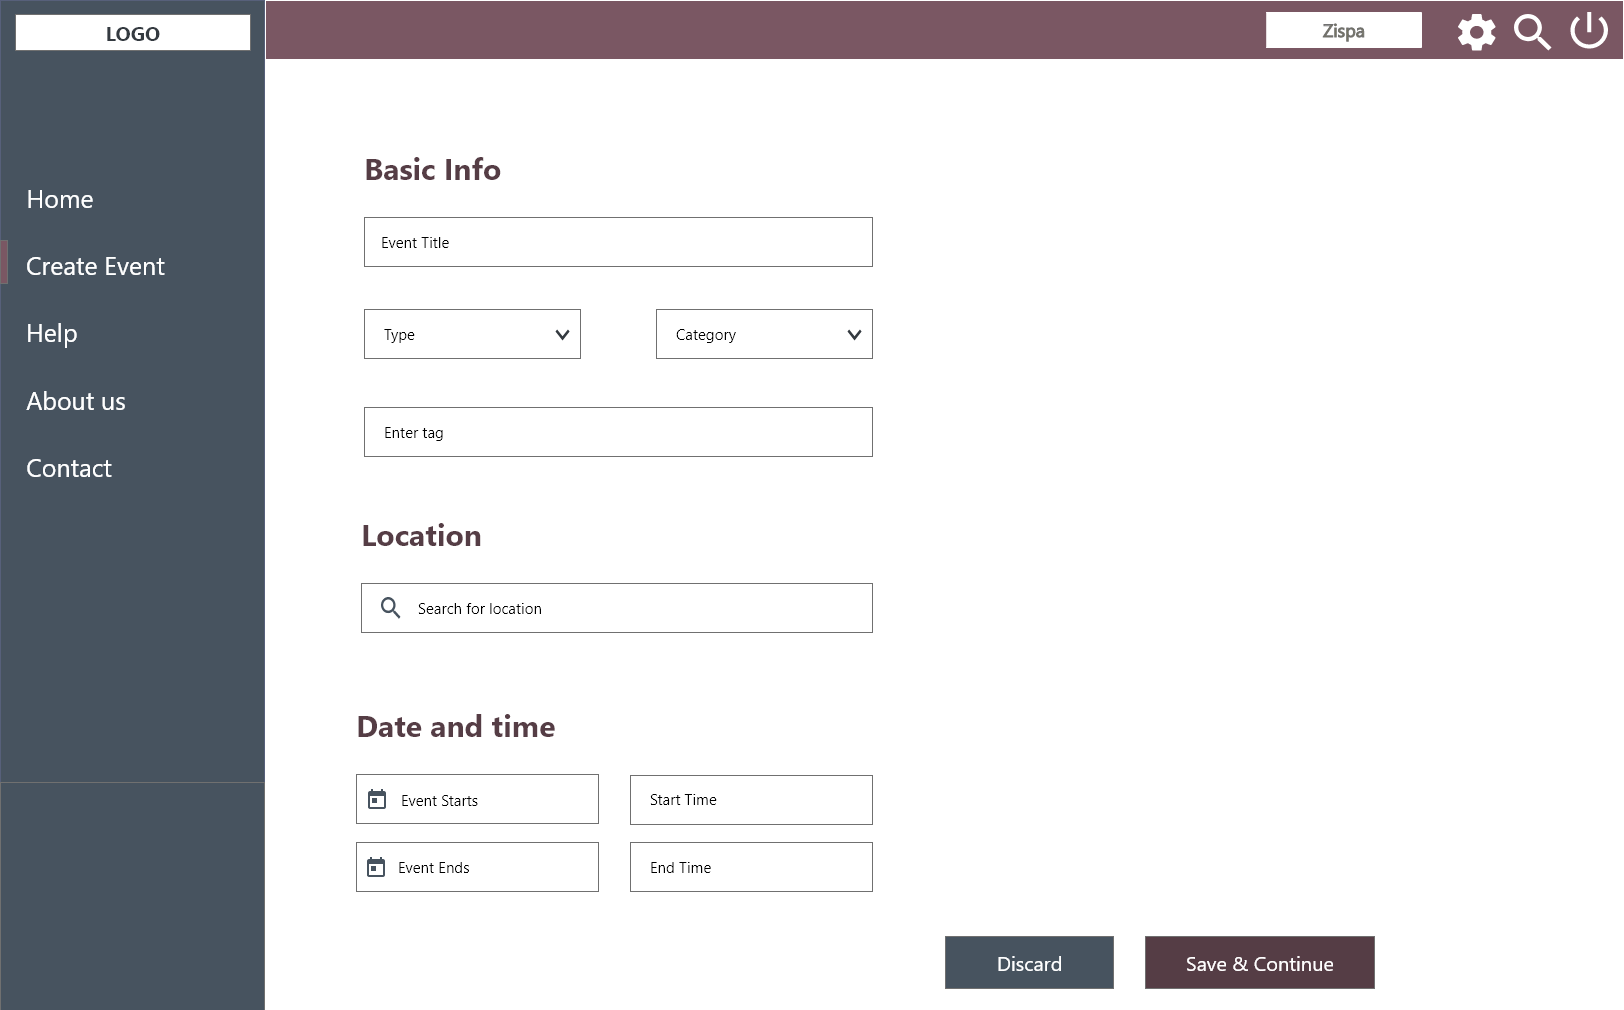 LOGO
Zispa
Home
Create Event
Help
About us
Contact
Basic Info
Event Title
Type
Category
Enter tag
Location
Search for location
Date and time
Event Starts
Start Time
Event Ends
End Time
Discard
Save & Continue